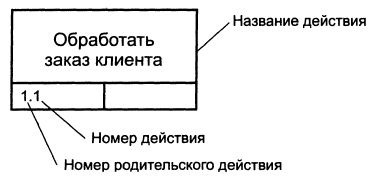 Название действия
Обработать
заказ клиента
1.1
Номер действия
Номер родительского действия